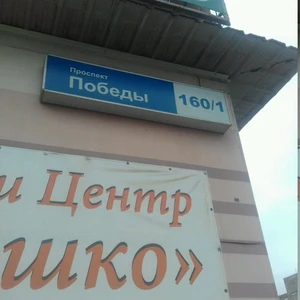 Проспект
Победы
160/1
и Центр
шко»